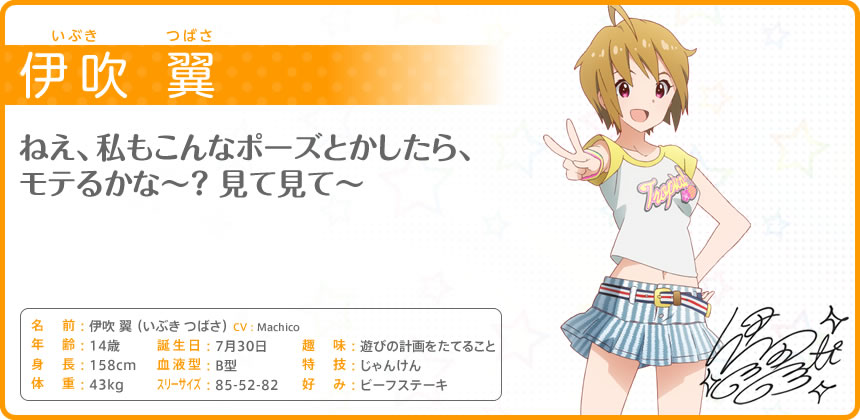 いぶき つばさ
伊吹 翼
ねえ、私もこんなポーズとかしたら、
モテるかな〜? 見て見て〜
名 前 : 伊吹 翼 (いぶき つばさ) CV : Machico
年 齢 : 14歳 誕生日 : 7月30日 趣 味 : 遊びの計画をたてること
身 長 : 158cm 血液型 : B型 特 技 : じゃんけん
体 重 : 43kg スリーサイズ : 85-52-82 好 み : ビーフステーキ
Tropical